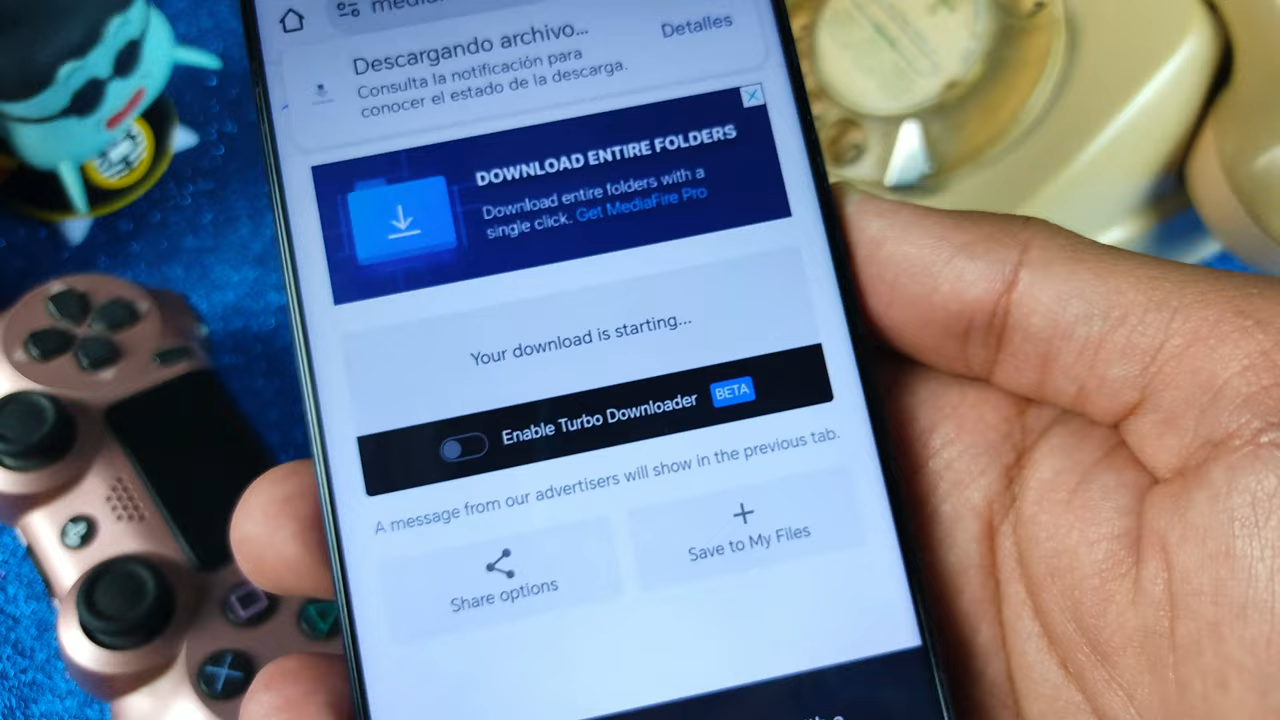 Descargando archivo...
Detalles
Consulta la notificación para
conocer el estado de la descarga.
DOWNLOAD ENTIRE FOLDERS
Download entire folders with a
single click. Get MediaFire Pro
Your download is starting...
Enable Turbo Downloader BETA
A message from our advertisers will show in the previous tab.
Share options
Save to My Files